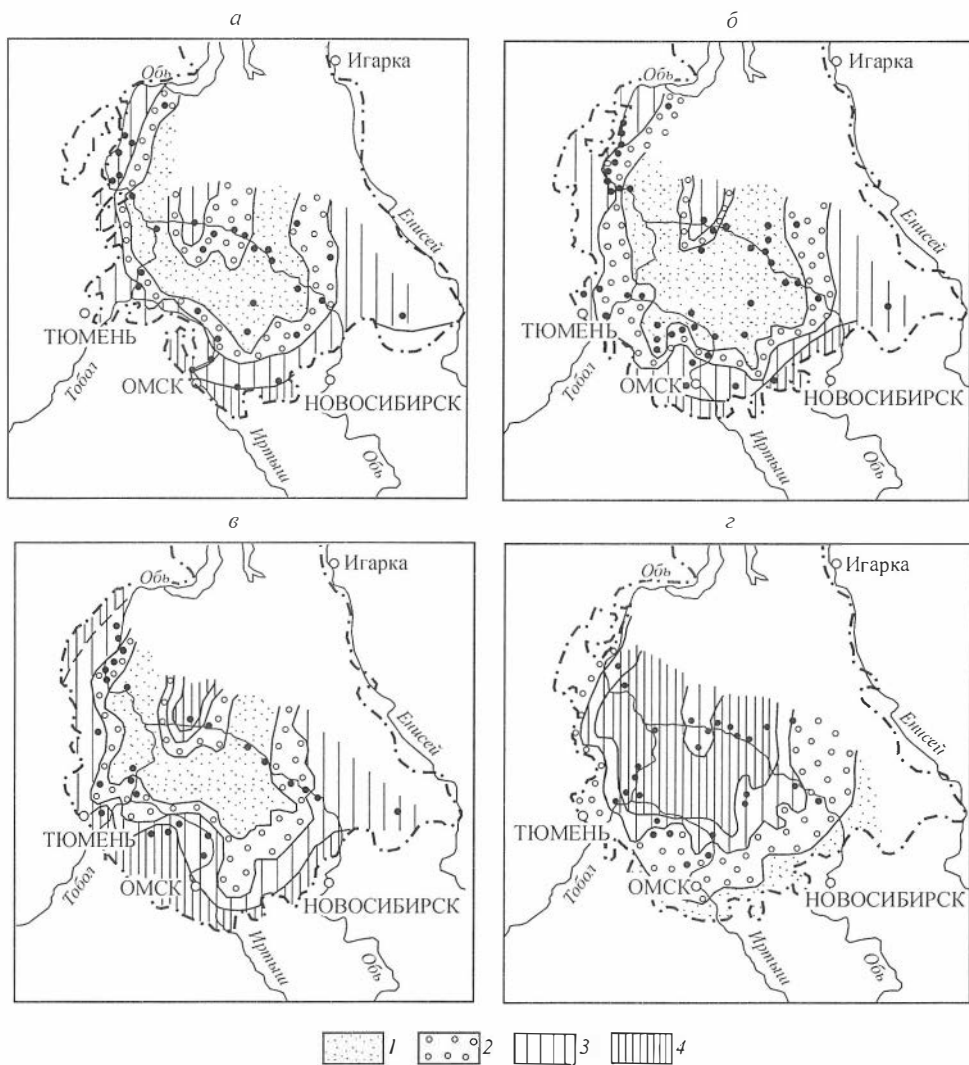 а
б
Обь
Игарка
Енисей
ТЮМЕНЬ
Тобол
ОМСК
НОВОСИБИРСК
Иртыш
Обь
Обь
Игарка
Енисей
ТЮМЕНЬ
Тобол
ОМСК
НОВОСИБИРСК
Иртыш
Обь
в
г
Обь
Игарка
Енисей
ТЮМЕНЬ
Тобол
ОМСК
НОВОСИБИРСК
Иртыш
Обь
Обь
Игарка
Енисей
ТЮМЕНЬ
Тобол
ОМСК
НОВОСИБИРСК
Иртыш
Обь
1 2 3 4